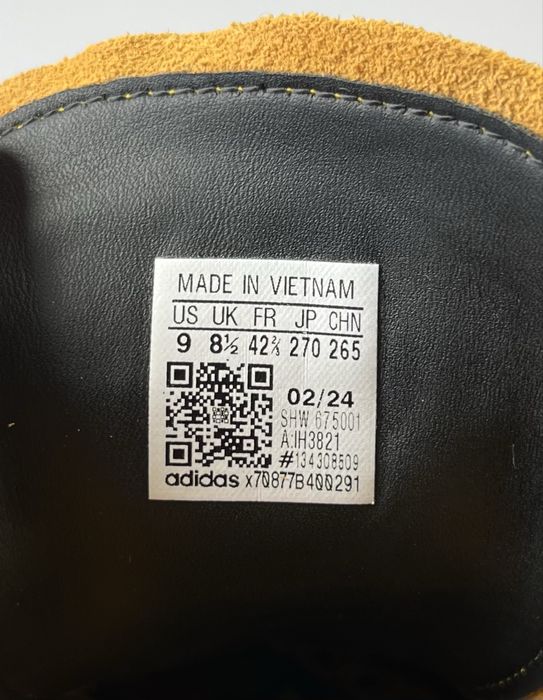 MADE IN VIETNAM
US UK FR JP CHN
9 8½ 42⅔ 270 265
02/24
SHW 675001
A:IH3821
#134308509
adidas x70877B400291